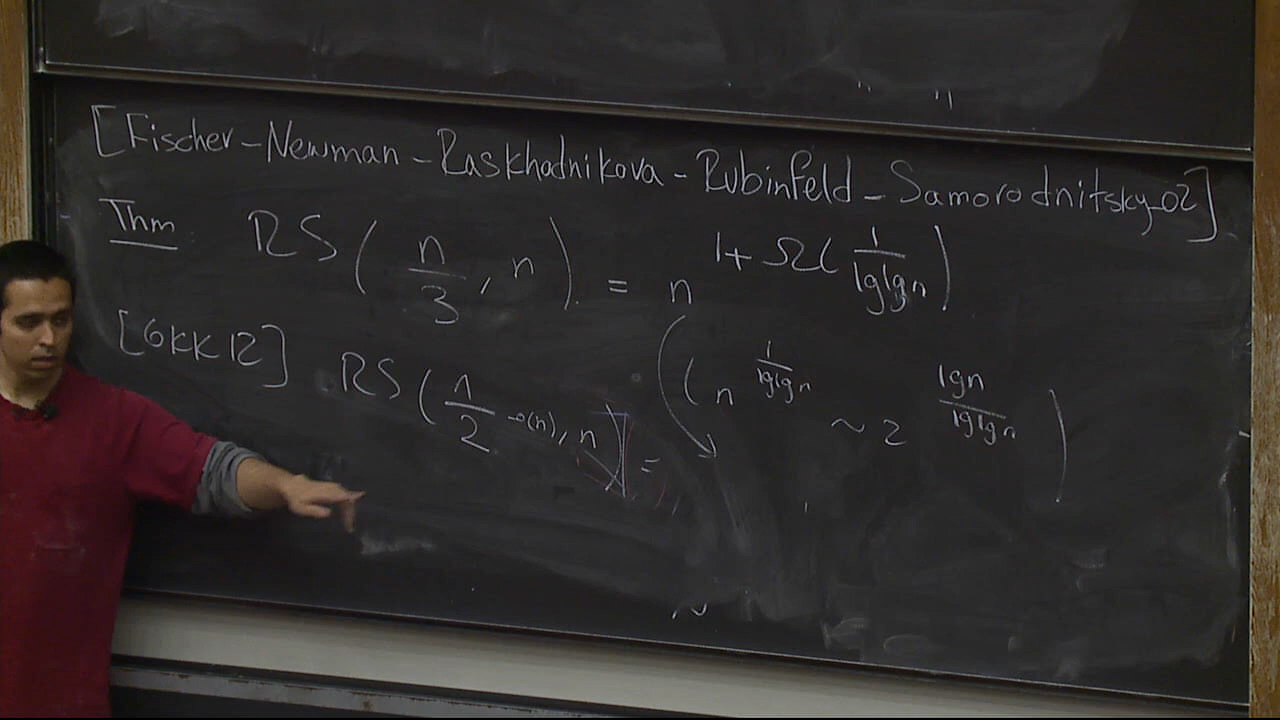 [Fischer-Newman-Raskhodnikova-Rubinfeld-Samorodnitsky-02]
Thm: RS(n/3, n) = n^{1+Ω(1/lglgn)}
(n^{1/lglgn} ~ 2^{lgn/lglgn})
[GKK12] RS(n/2 -o(n), n) =